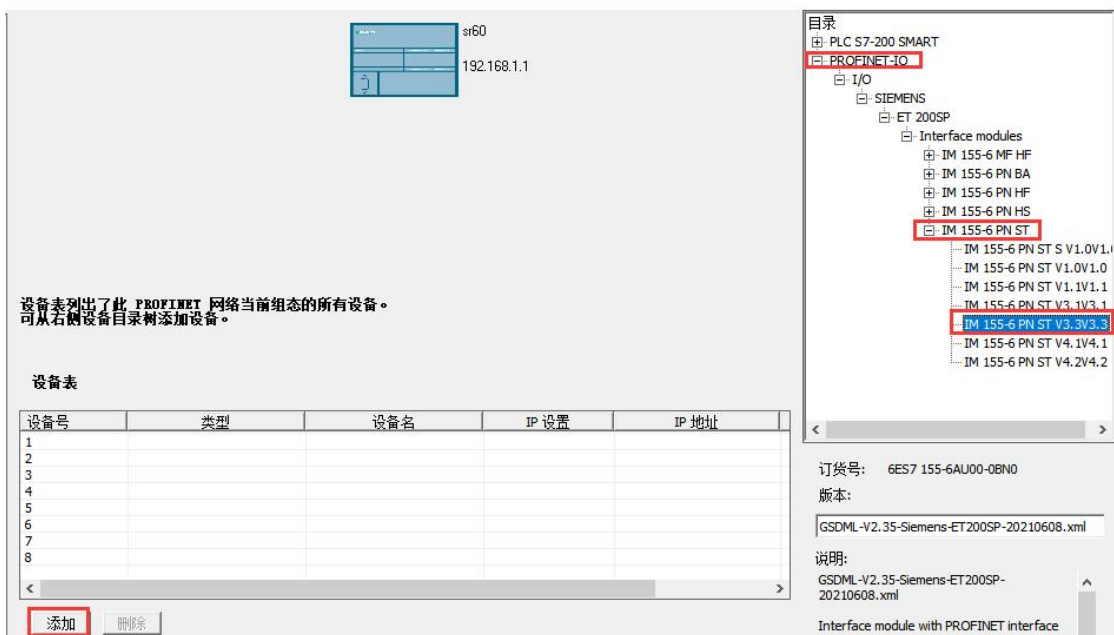 sr60
192.168.1.1
设备表列出了此 PROFINET 网络当前组态的所有设备。
可从右侧设备目录树添加设备。
设备表
设备号 类型 设备名 IP 设置 IP 地址
1
2
3
4
5
6
7
8
添加 删除
目录
PLC S7-200 SMART
PROFINET-IO
I/O
SIEMENS
ET 200SP
Interface modules
IM 155-6 MF HF
IM 155-6 PN BA
IM 155-6 PN HF
IM 155-6 PN HS
IM 155-6 PN ST
IM 155-6 PN ST S V1.0V1.
IM 155-6 PN ST V1.0V1.0
IM 155-6 PN ST V1.1V1.1
IM 155-6 PN ST V3.1V3.1
IM 155-6 PN ST V3.3V3.3
IM 155-6 PN ST V4.1V4.1
IM 155-6 PN ST V4.2V4.2
订货号: 6ES7 155-6AU00-0BN0
版本:
GSDML-V2.35-Siemens-ET200SP-20210608.xml
说明:
GSDML-V2.35-Siemens-ET200SP-
20210608.xml
Interface module with PROFINET interface